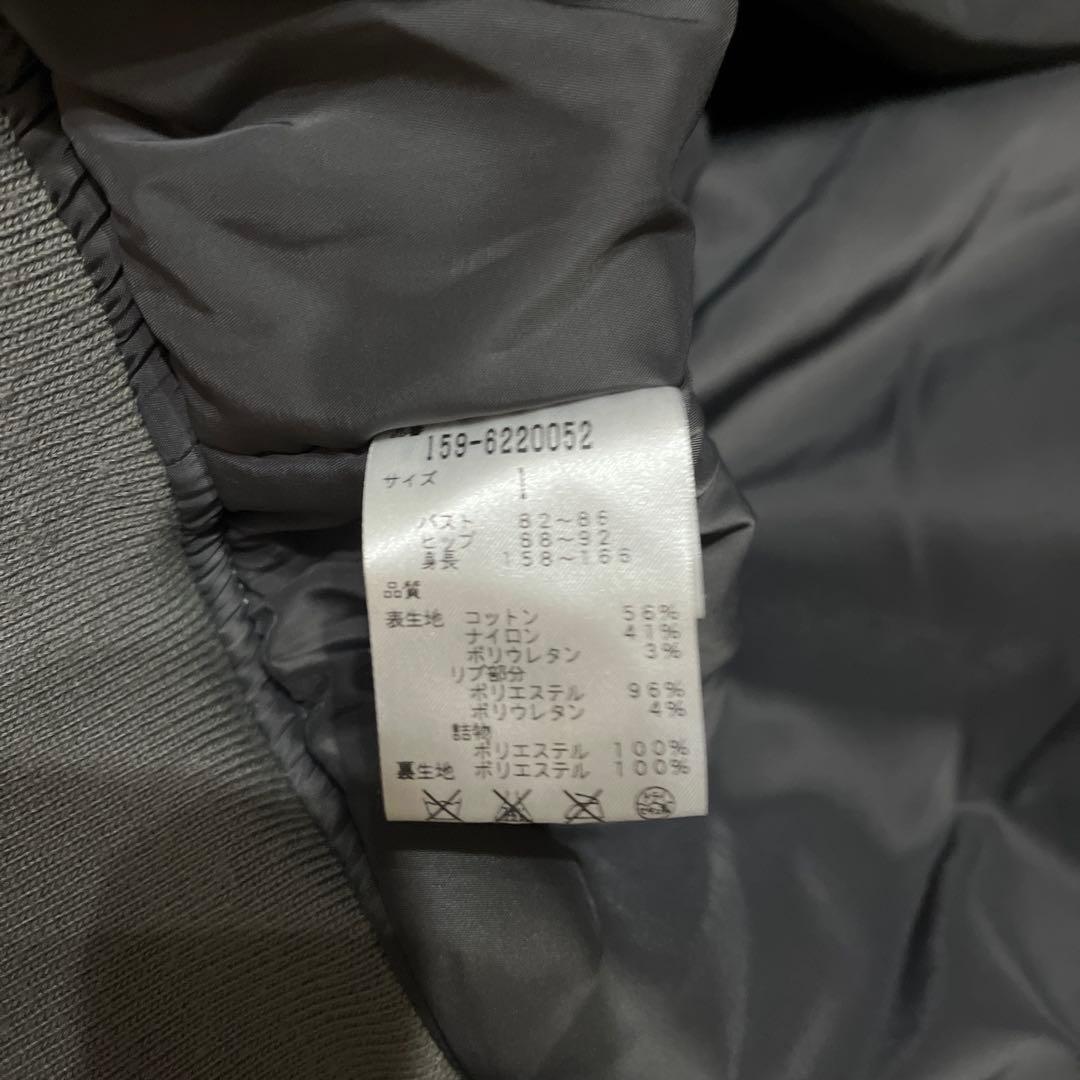 品番 159-6220052
サイズ 1
バスト 82〜86
ヒップ 88〜92
身長 158〜166
品質
表生地 コットン 56%
ナイロン 41%
ポリウレタン 3%
リブ部分
ポリエステル 96%
ポリウレタン 4%
詰物
ポリエステル 100%
裏生地 ポリエステル 100%